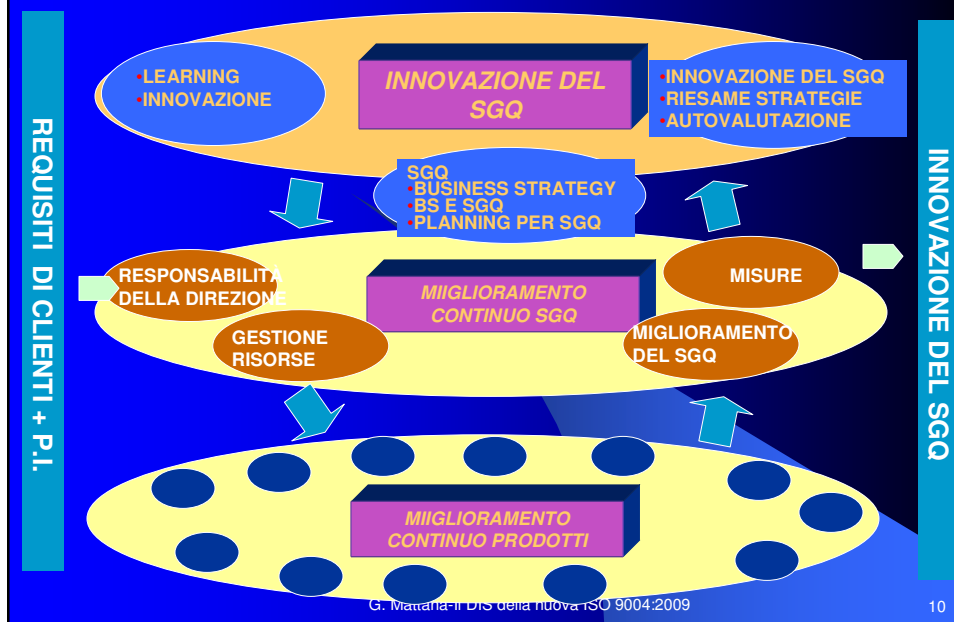 REQUISITI DI CLIENTI + P.I.
•LEARNING
•INNOVAZIONE
INNOVAZIONE DEL
SGQ
•INNOVAZIONE DEL SGQ
•RIESAME STRATEGIE
•AUTOVALUTAZIONE
SGQ
•BUSINESS STRATEGY
•BS E SGQ
•PLANNING PER SGQ
RESPONSABILITÀ
DELLA DIREZIONE
GESTIONE
RISORSE
MIIGLIORAMENTO
CONTINUO SGQ
MISURE
MIGLIORAMENTO
DEL SGQ
MIIGLIORAMENTO
CONTINUO PRODOTTI
INNOVAZIONE DEL SGQ
G. Mattana-Il DIS della nuova ISO 9004:2009
10